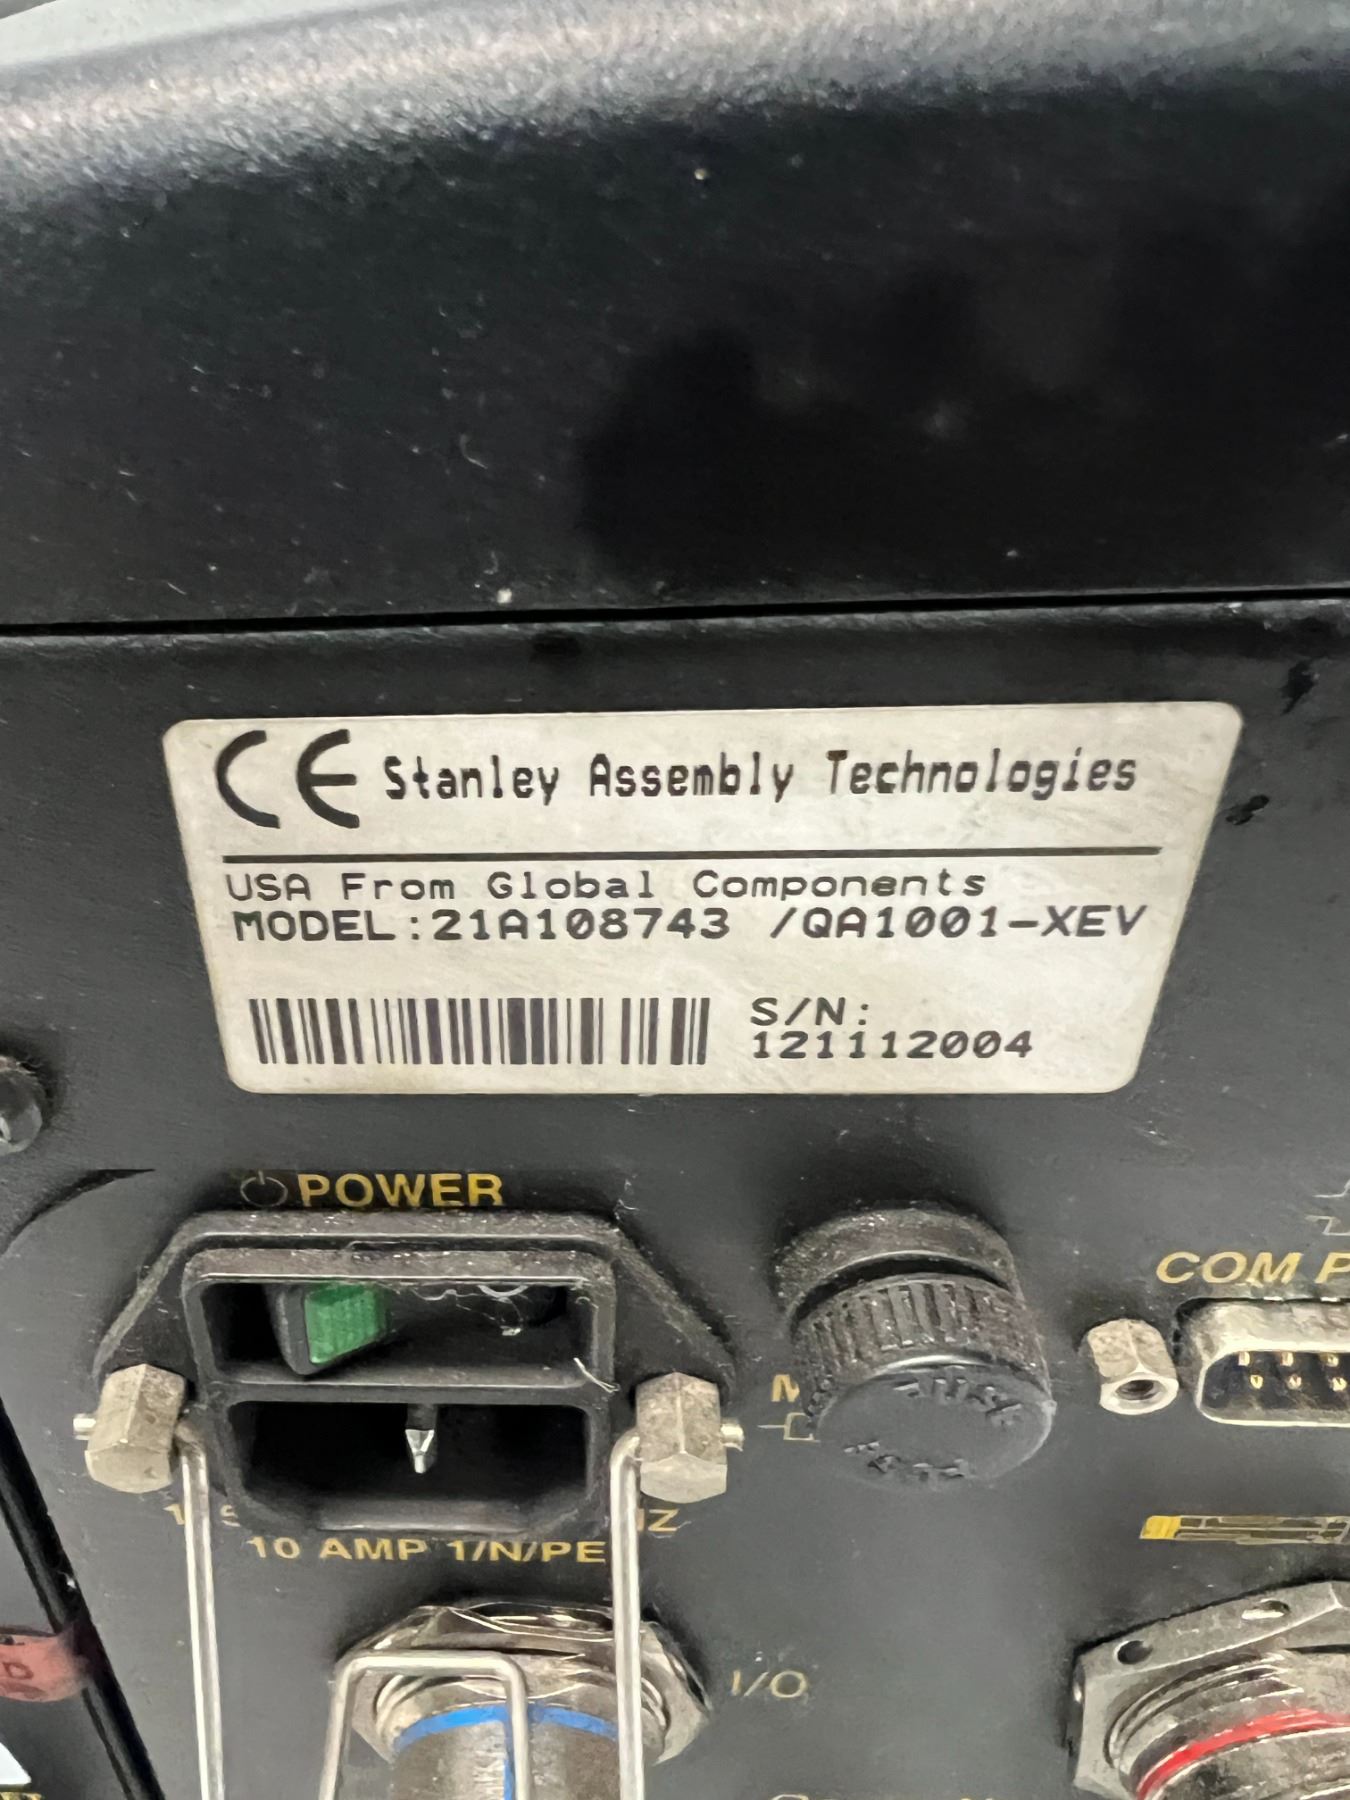 CE Stanley Assembly Technologies
USA From Global Components
MODEL:21A108743 /QA1001-XEV
S/N:
121112004
POWER
COM
10 AMP 1/N/PE
I/O